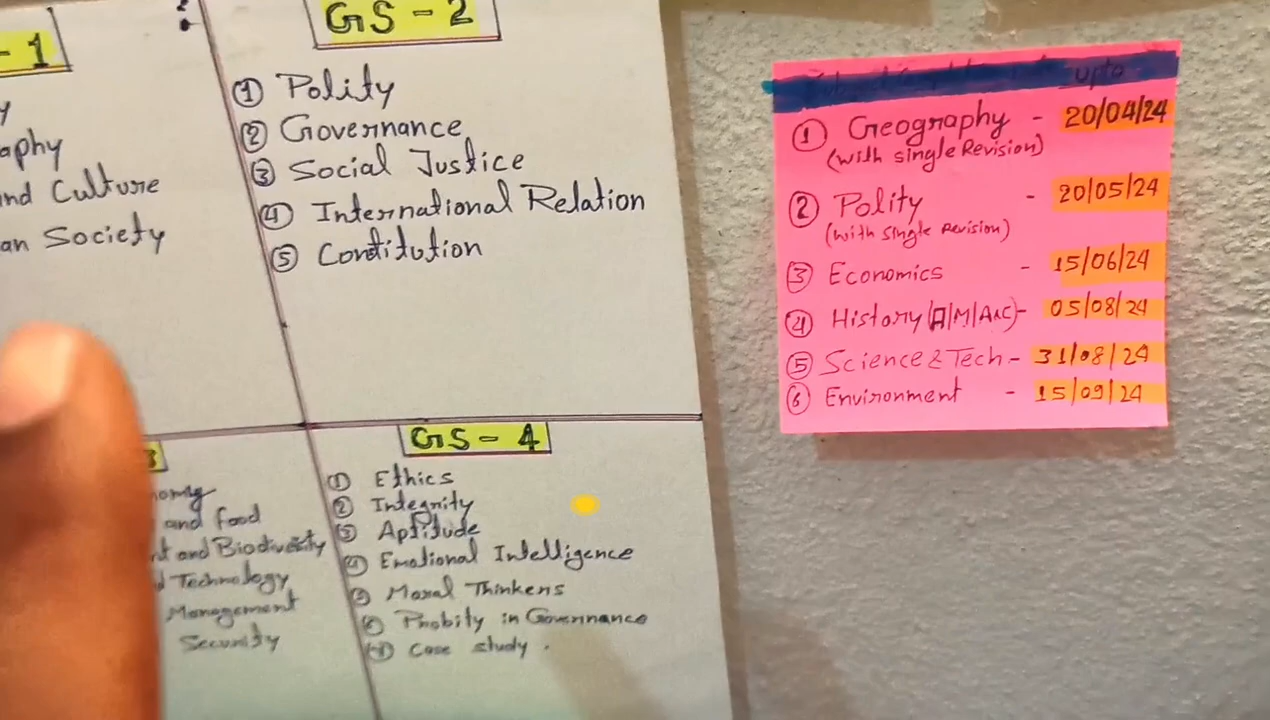 - 1
y
aphy
and Culture
an Society
GS - 2
① Polity
② Governance
③ Social Justice
④ International Relation
⑤ Constitution
3
nomy
and food
nt and Biodiversity
d Technology
Management
Security
GS - 4
① Ethics
② Integrity
③ Aptitude
④ Emotional Intelligence
⑤ Moral Thinkers
⑥ Probity in Governance
⑦ Case study .
upto
① Geography - 20/04/24
(with single Revision)
② Polity - 20/05/24
(with single revision)
③ Economics - 15/06/24
④ History (A|M|A&C) - 05/08/24
⑤ Science & Tech - 31/08/24
⑥ Environment - 15/09/24